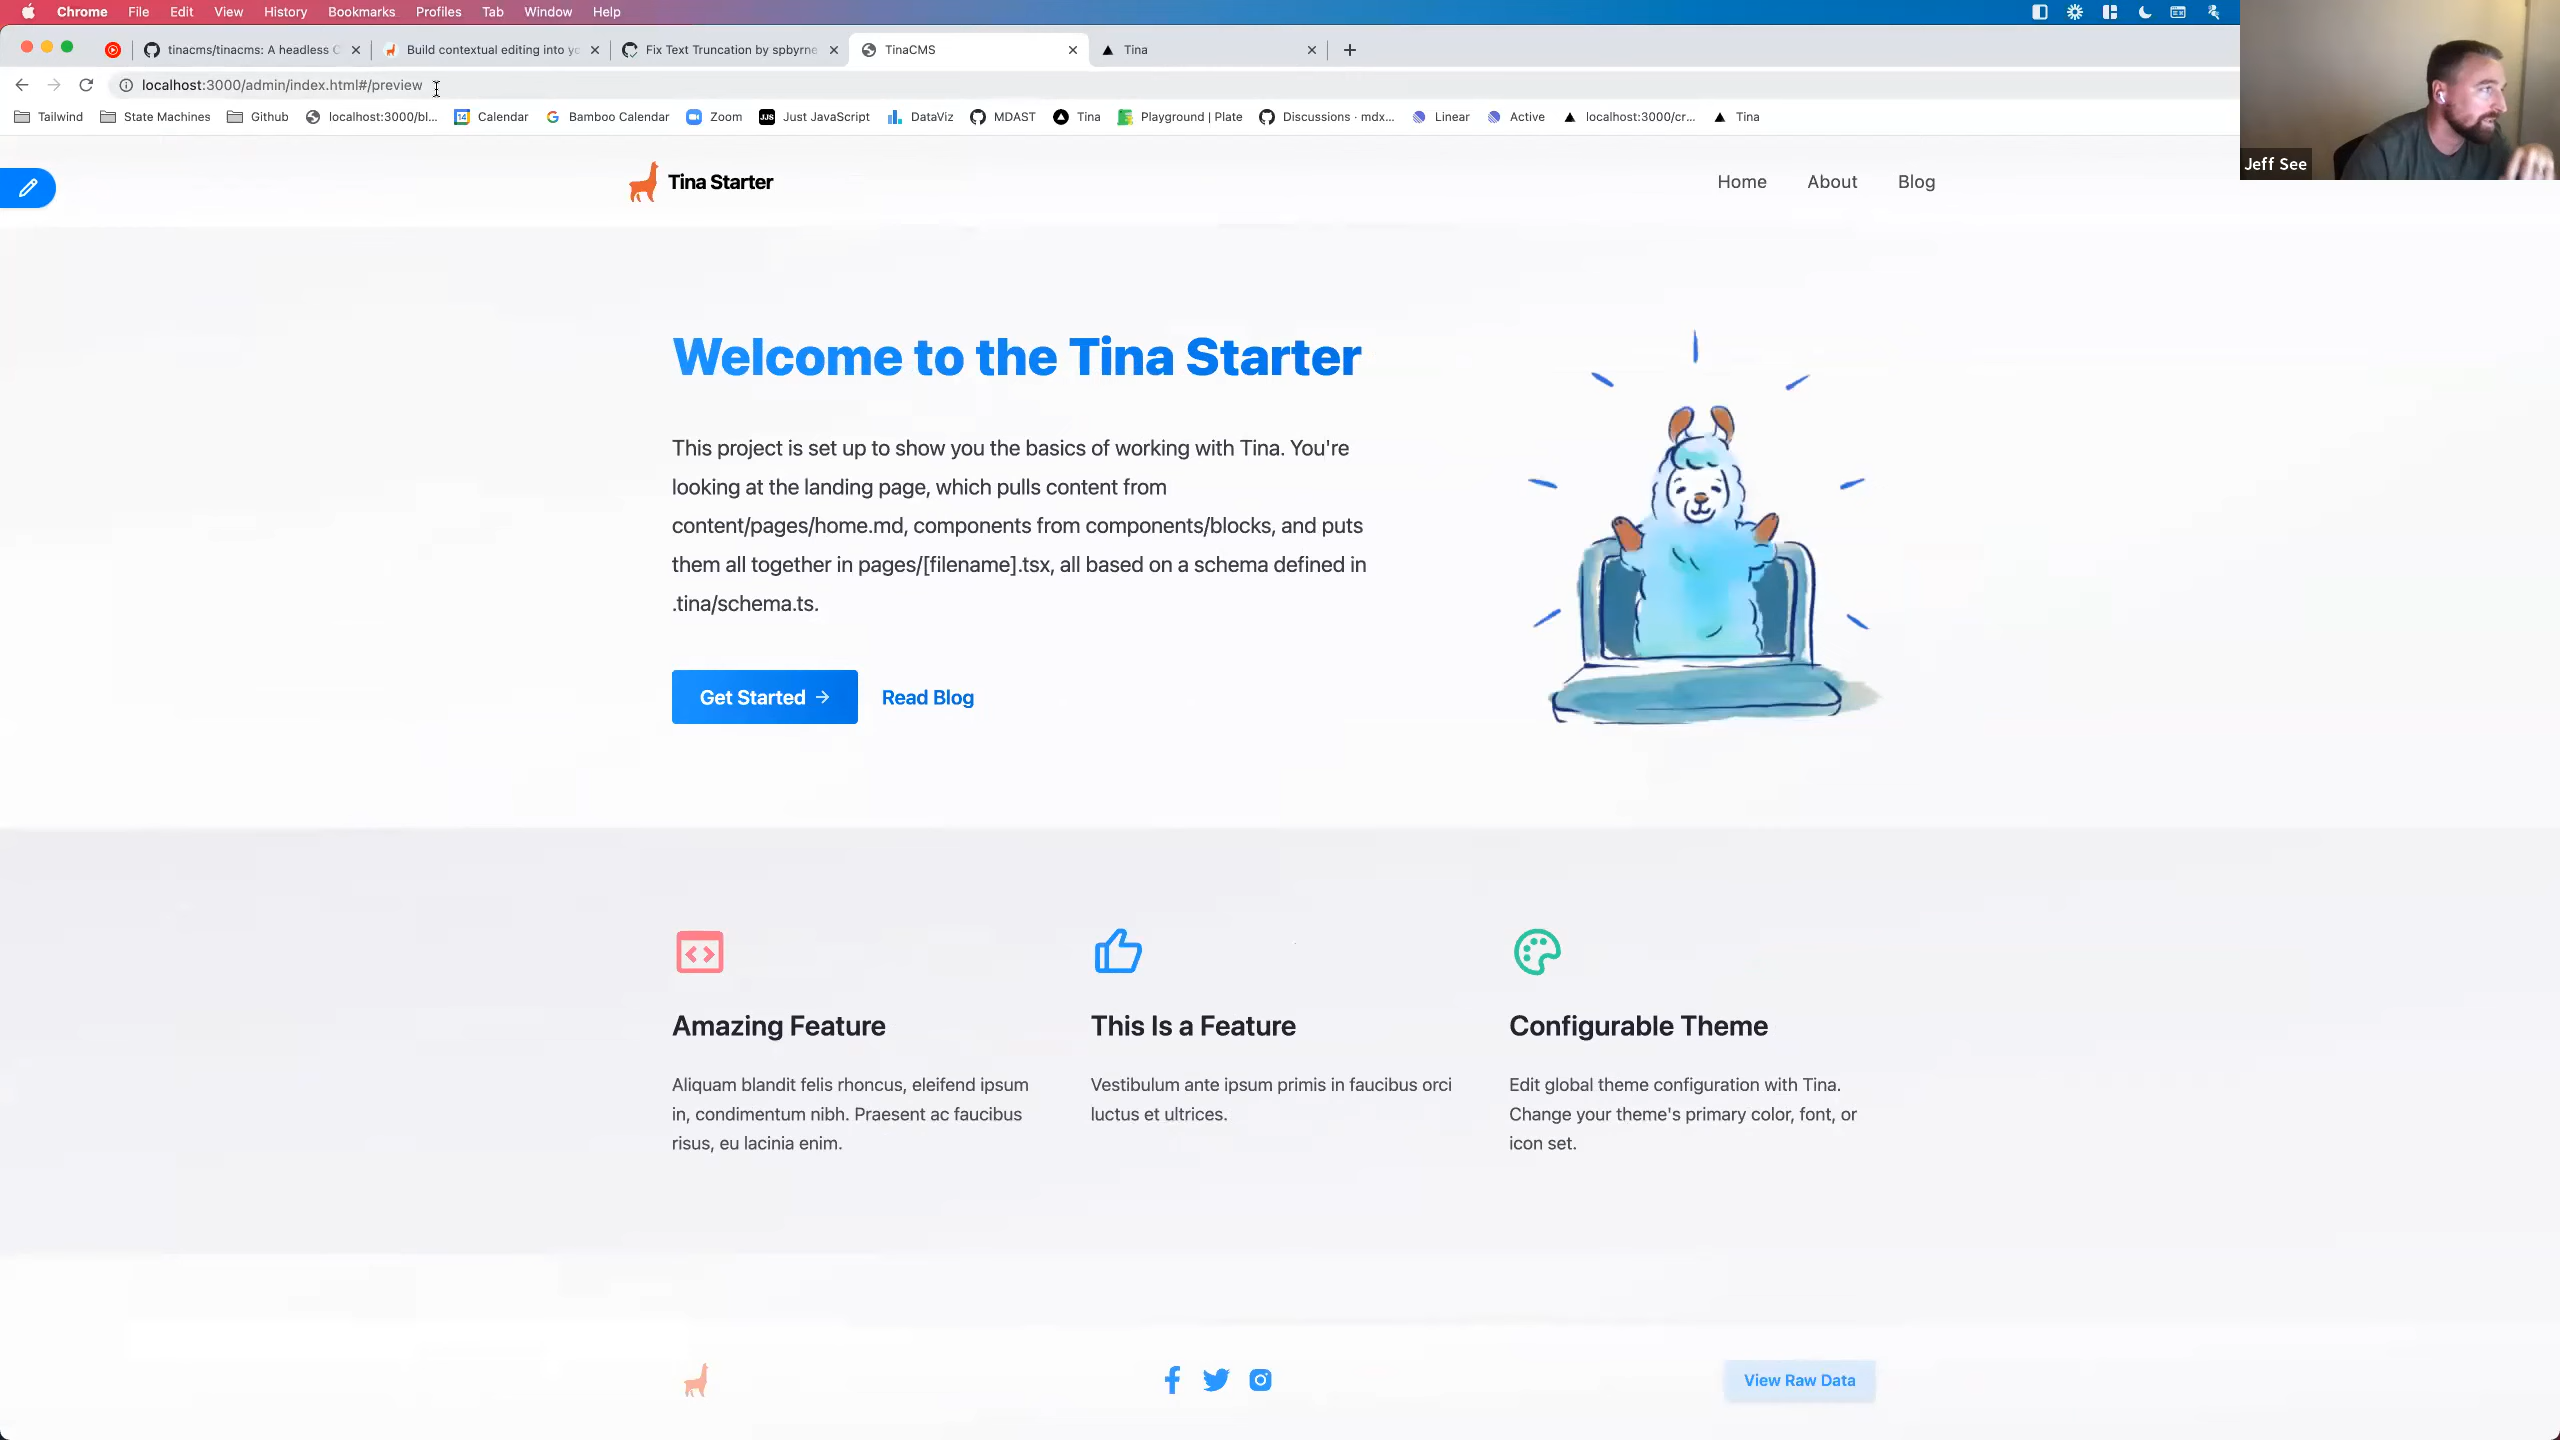 Chrome File Edit View History Bookmarks Profiles Tab Window Help
tinacms/tinacms: A headless C
Build contextual editing into yo
Fix Text Truncation by spbyrne
TinaCMS
Tina
localhost:3000/admin/index.html#/preview
Tailwind
State Machines
Github
localhost:3000/bl...
14
Calendar
G
Bamboo Calendar
Zoom
JJS
Just JavaScript
DataViz
MDAST
Tina
Playground | Plate
Discussions · mdx...
Linear
Active
localhost:3000/cr...
Tina
Jeff See
Tina Starter
Home
About
Blog
Welcome to the Tina Starter
This project is set up to show you the basics of working with Tina. You're
looking at the landing page, which pulls content from
content/pages/home.md, components from components/blocks, and puts
them all together in pages/[filename].tsx, all based on a schema defined in
.tina/schema.ts.
Get Started →
Read Blog
Amazing Feature
Aliquam blandit felis rhoncus, eleifend ipsum
in, condimentum nibh. Praesent ac faucibus
risus, eu lacinia enim.
This Is a Feature
Vestibulum ante ipsum primis in faucibus orci
luctus et ultrices.
Configurable Theme
Edit global theme configuration with Tina.
Change your theme's primary color, font, or
icon set.
View Raw Data